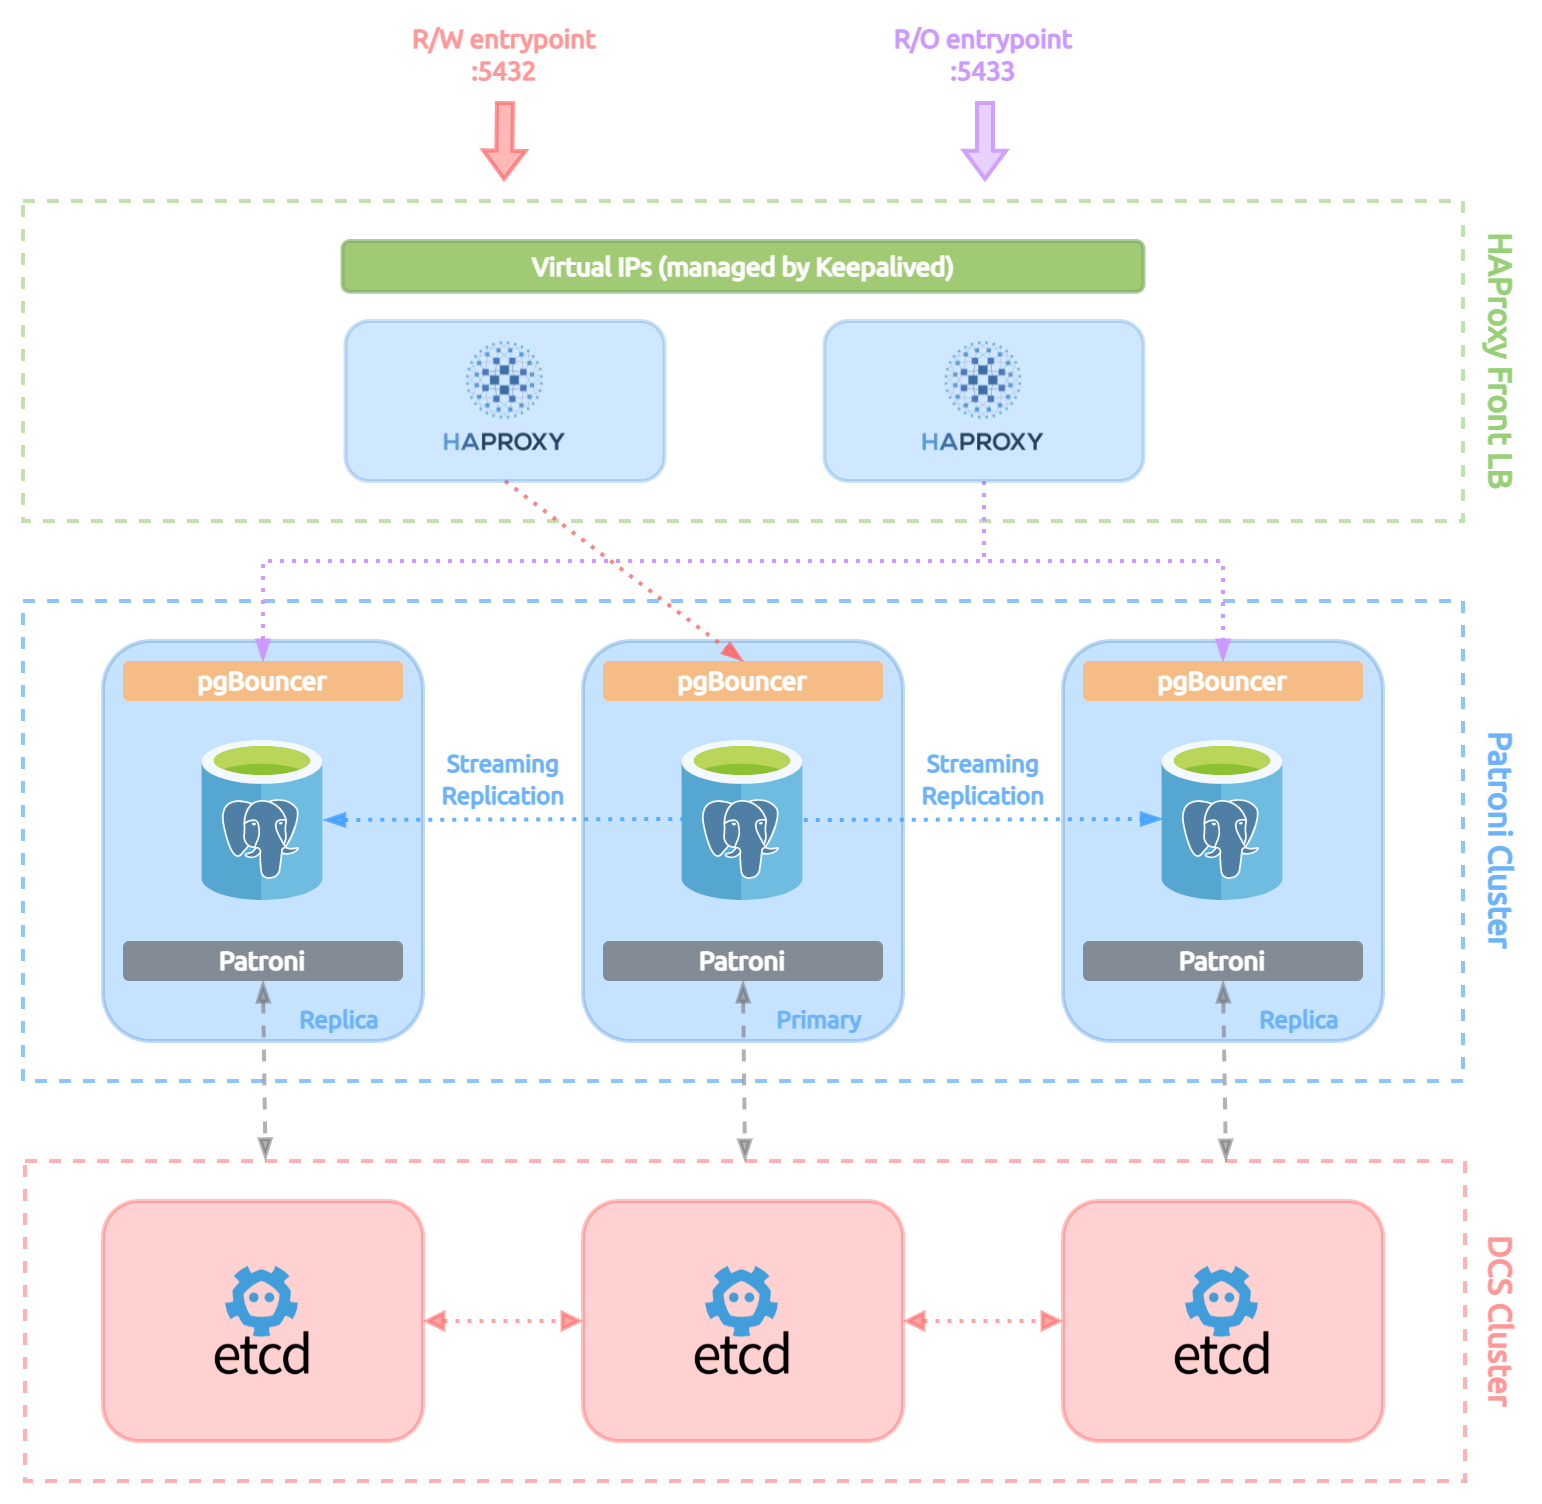 R/W entrypoint
:5432
R/O entrypoint
:5433
Virtual IPs (managed by Keepalived)
HAPROXY
HAPROXY
HAProxy Front LB
pgBouncer
pgBouncer
pgBouncer
Streaming
Replication
Streaming
Replication
Patroni
Patroni
Patroni
Replica
Primary
Replica
Patroni Cluster
etcd
etcd
etcd
DCS Cluster